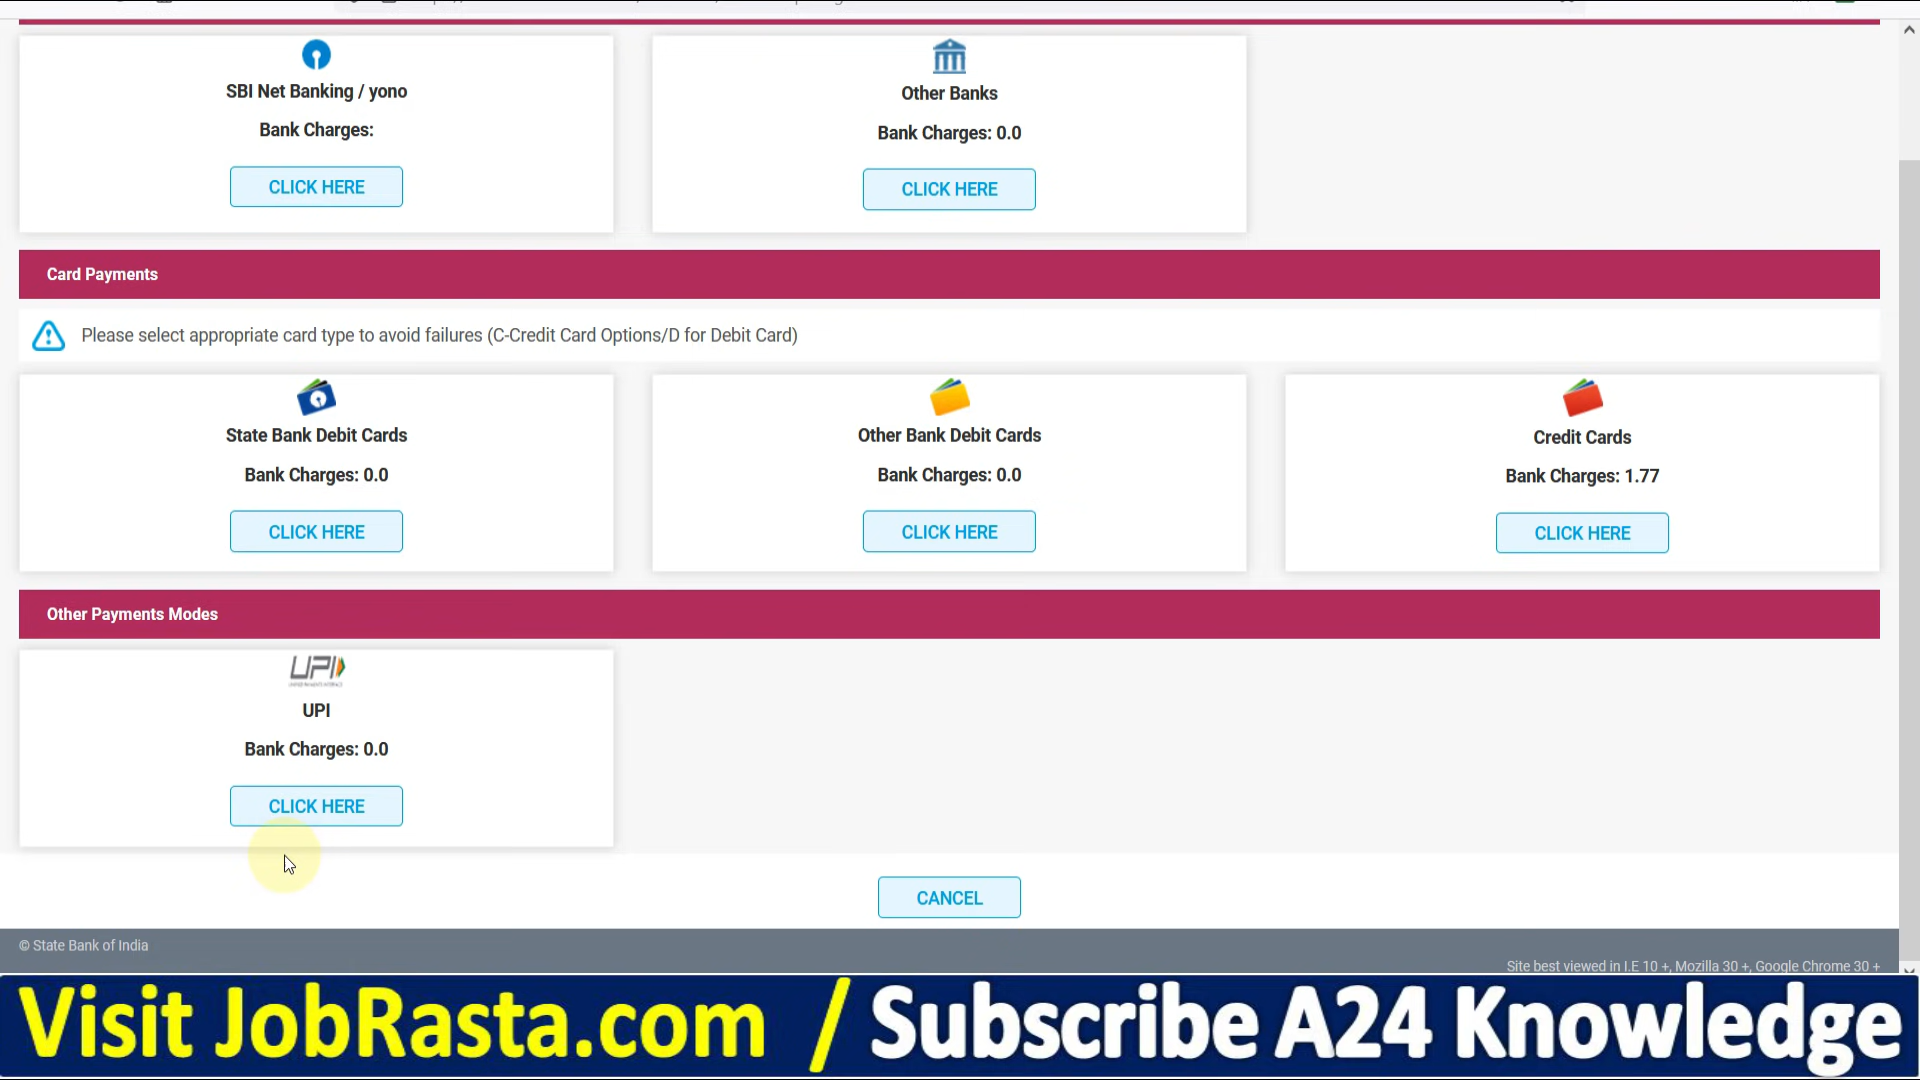 SBI Net Banking / yono
Bank Charges:
CLICK HERE
Other Banks
Bank Charges: 0.0
CLICK HERE
Card Payments
Please select appropriate card type to avoid failures (C-Credit Card Options/D for Debit Card)
State Bank Debit Cards
Bank Charges: 0.0
CLICK HERE
Other Bank Debit Cards
Bank Charges: 0.0
CLICK HERE
Credit Cards
Bank Charges: 1.77
CLICK HERE
Other Payments Modes
UPI
UPI
Bank Charges: 0.0
CLICK HERE
CANCEL
© State Bank of India
Site best viewed in I.E 10 +, Mozilla 30 +, Google Chrome 30 +
Visit JobRasta.com / Subscribe A24 Knowledge